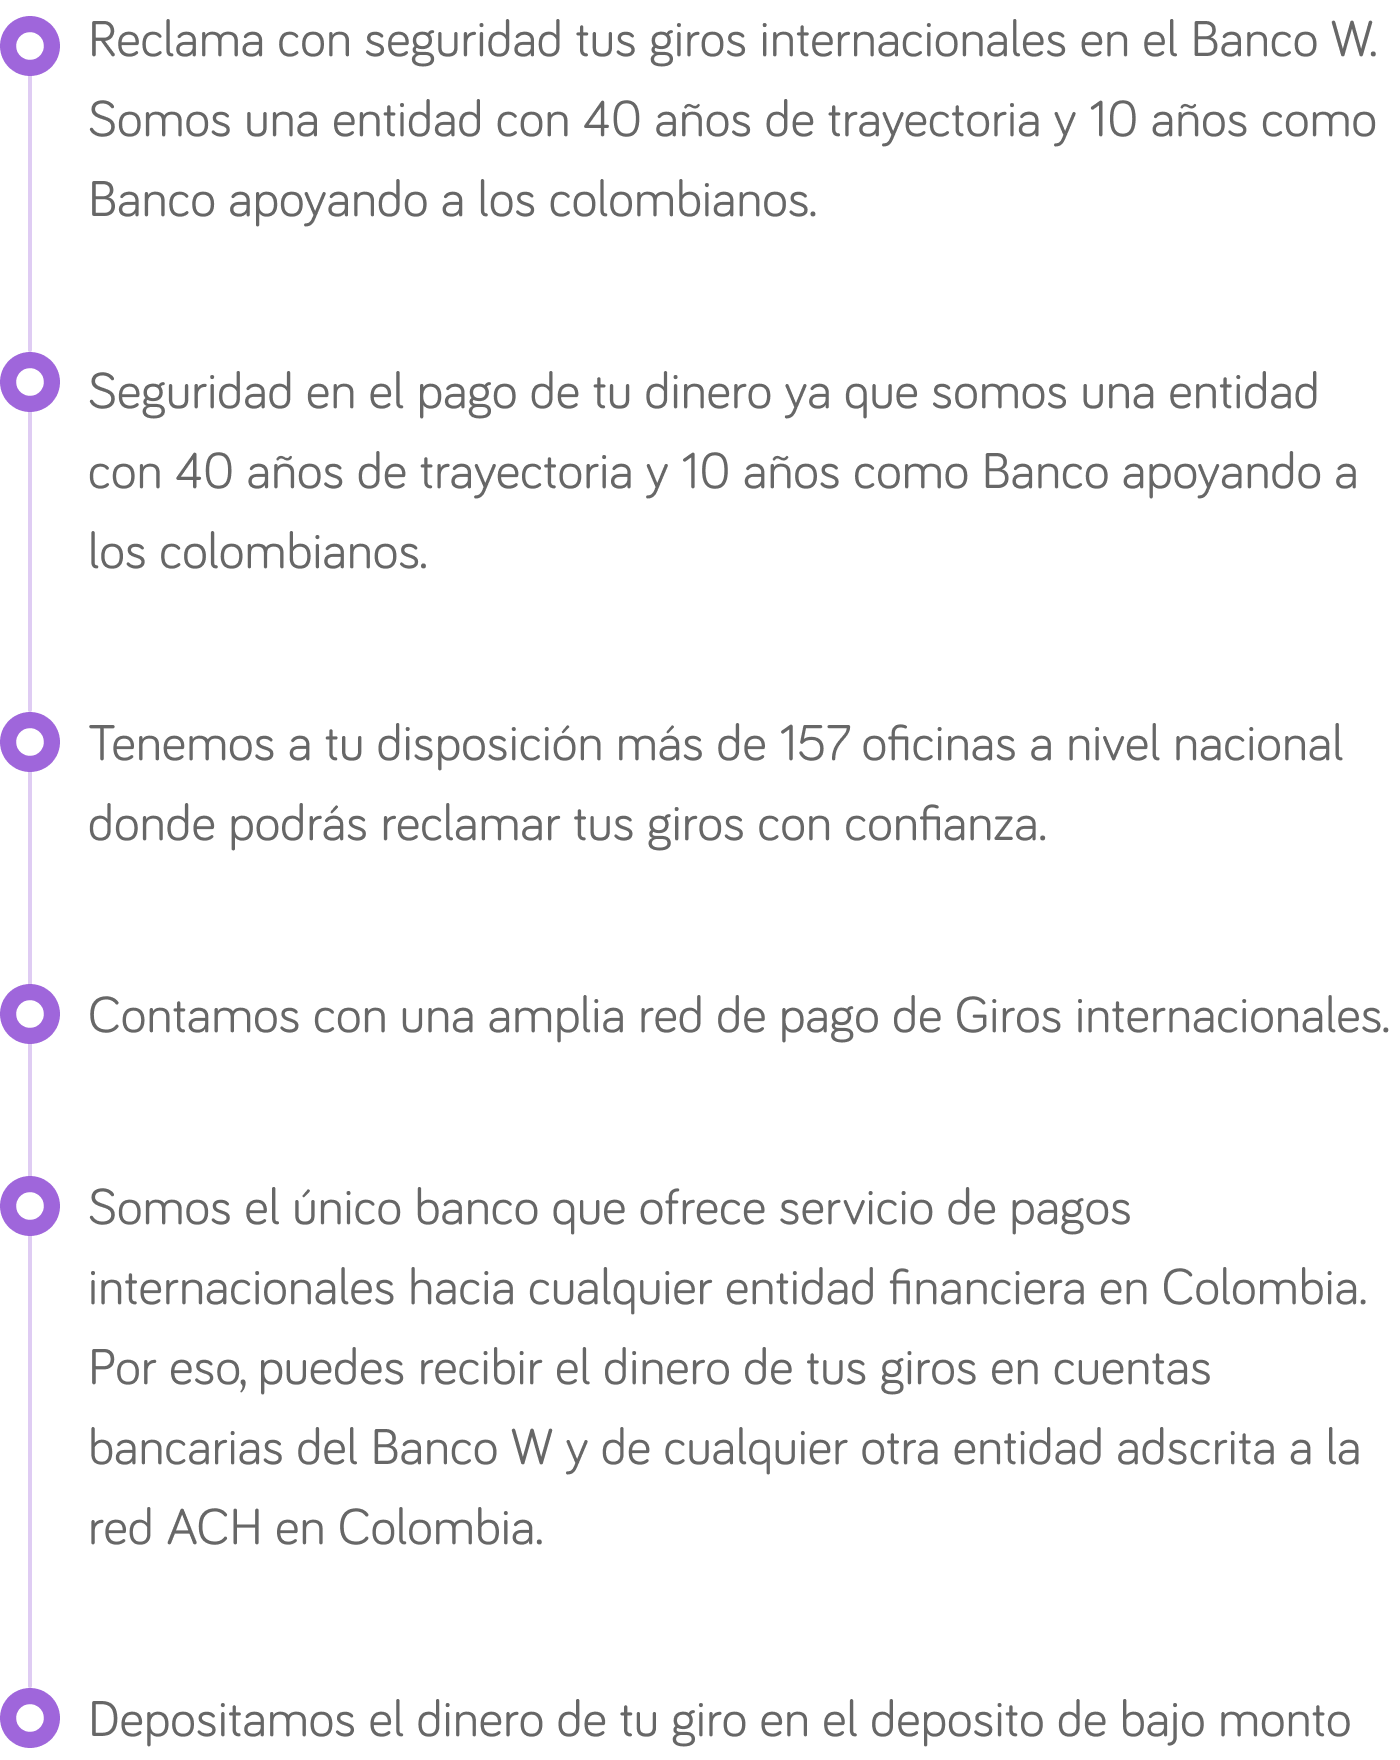 Reclama con seguridad tus giros internacionales en el Banco W.
Somos una entidad con 40 años de trayectoria y 10 años como
Banco apoyando a los colombianos.
Seguridad en el pago de tu dinero ya que somos una entidad
con 40 años de trayectoria y 10 años como Banco apoyando a
los colombianos.
Tenemos a tu disposición más de 157 oficinas a nivel nacional
donde podrás reclamar tus giros con confianza.
Contamos con una amplia red de pago de Giros internacionales.
Somos el único banco que ofrece servicio de pagos
internacionales hacia cualquier entidad financiera en Colombia.
Por eso, puedes recibir el dinero de tus giros en cuentas
bancarias del Banco W y de cualquier otra entidad adscrita a la
red ACH en Colombia.
Depositamos el dinero de tu giro en el deposito de bajo monto